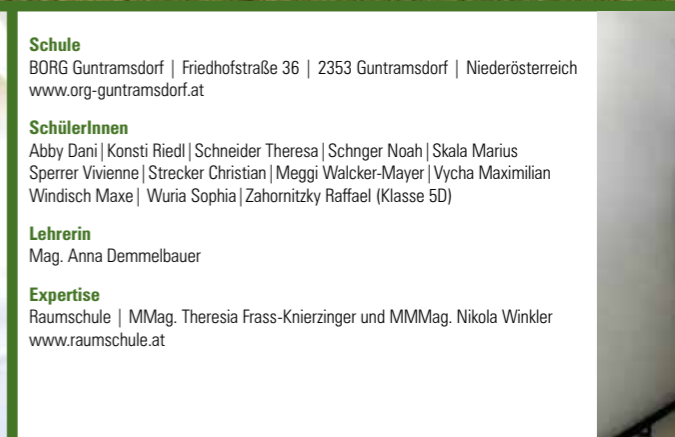 Schule
BORG Guntramsdorf | Friedhofstraße 36 | 2353 Guntramsdorf | Niederösterreich
www.org-guntramsdorf.at
SchülerInnen
Abby Dani|Konsti Riedl|Schneider Theresa|Schnger Noah|Skala Marius
Sperrer Vivienne|Strecker Christian|Meggi Walcker-Mayer|Vycha Maximilian
Windisch Maxe| Wuria Sophia|Zahornitzky Raffael (Klasse 5D)
Lehrerin
Mag. Anna Demmelbauer
Expertise
Raumschule | MMag. Theresia Frass-Knierzinger und MMMag. Nikola Winkler
www.raumschule.at